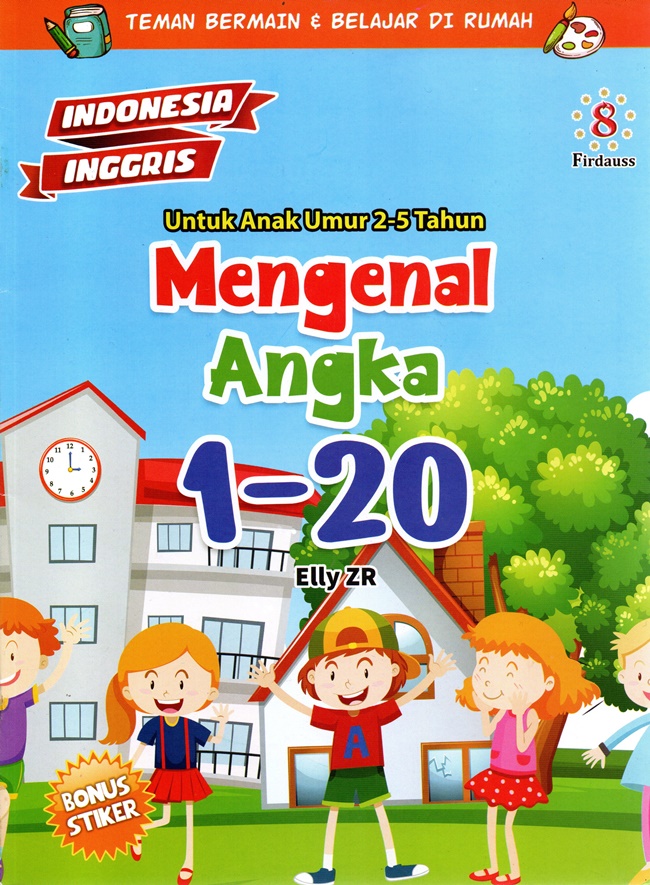 TEMAN BERMAIN & BELAJAR DI RUMAH
INDONESIA
INGGRIS
8
Firdauss
Untuk Anak Umur 2-5 Tahun
Mengenal
Angka
1-20
Elly ZR
A
BONUS
STIKER